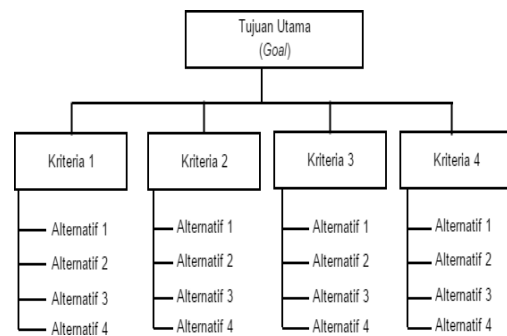 Tujuan Utama
(Goal)
Kriteria 1
Kriteria 2
Kriteria 3
Kriteria 4
Alternatif 1
Alternatif 2
Alternatif 3
Alternatif 4
Alternatif 1
Alternatif 2
Alternatif 3
Alternatif 4
Alternatif 1
Alternatif 2
Alternatif 3
Alternatif 4
Alternatif 1
Alternatif 2
Alternatif 3
Alternatif 4